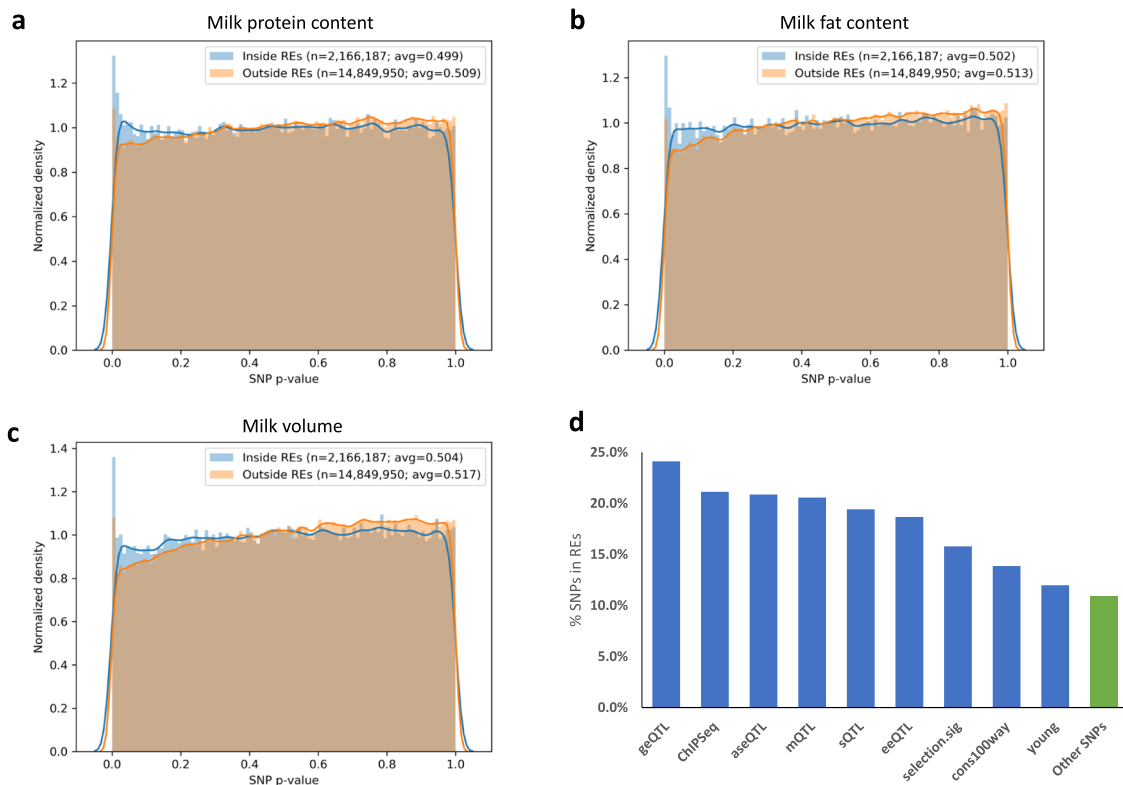 a
Milk protein content
Inside REs (n=2,166,187; avg=0.499)
Outside REs (n=14,849,950; avg=0.509)
Normalized density
1.2
1.0
0.8
0.6
0.4
0.2
0.0
0.0 0.2 0.4 0.6 0.8 1.0
SNP p-value
b
Milk fat content
Inside REs (n=2,166,187; avg=0.502)
Outside REs (n=14,849,950; avg=0.513)
Normalized density
1.2
1.0
0.8
0.6
0.4
0.2
0.0
0.0 0.2 0.4 0.6 0.8 1.0
SNP p-value
c
Milk volume
Inside REs (n=2,166,187; avg=0.504)
Outside REs (n=14,849,950; avg=0.517)
Normalized density
1.4
1.2
1.0
0.8
0.6
0.4
0.2
0.0
0.0 0.2 0.4 0.6 0.8 1.0
SNP p-value
d
% SNPs in REs
25.0%
20.0%
15.0%
10.0%
5.0%
0.0%
geQTL
ChIPSeq
aseQTL
mQTL
sQTL
eeQTL
selection.sig
cons100way
young
Other SNPs